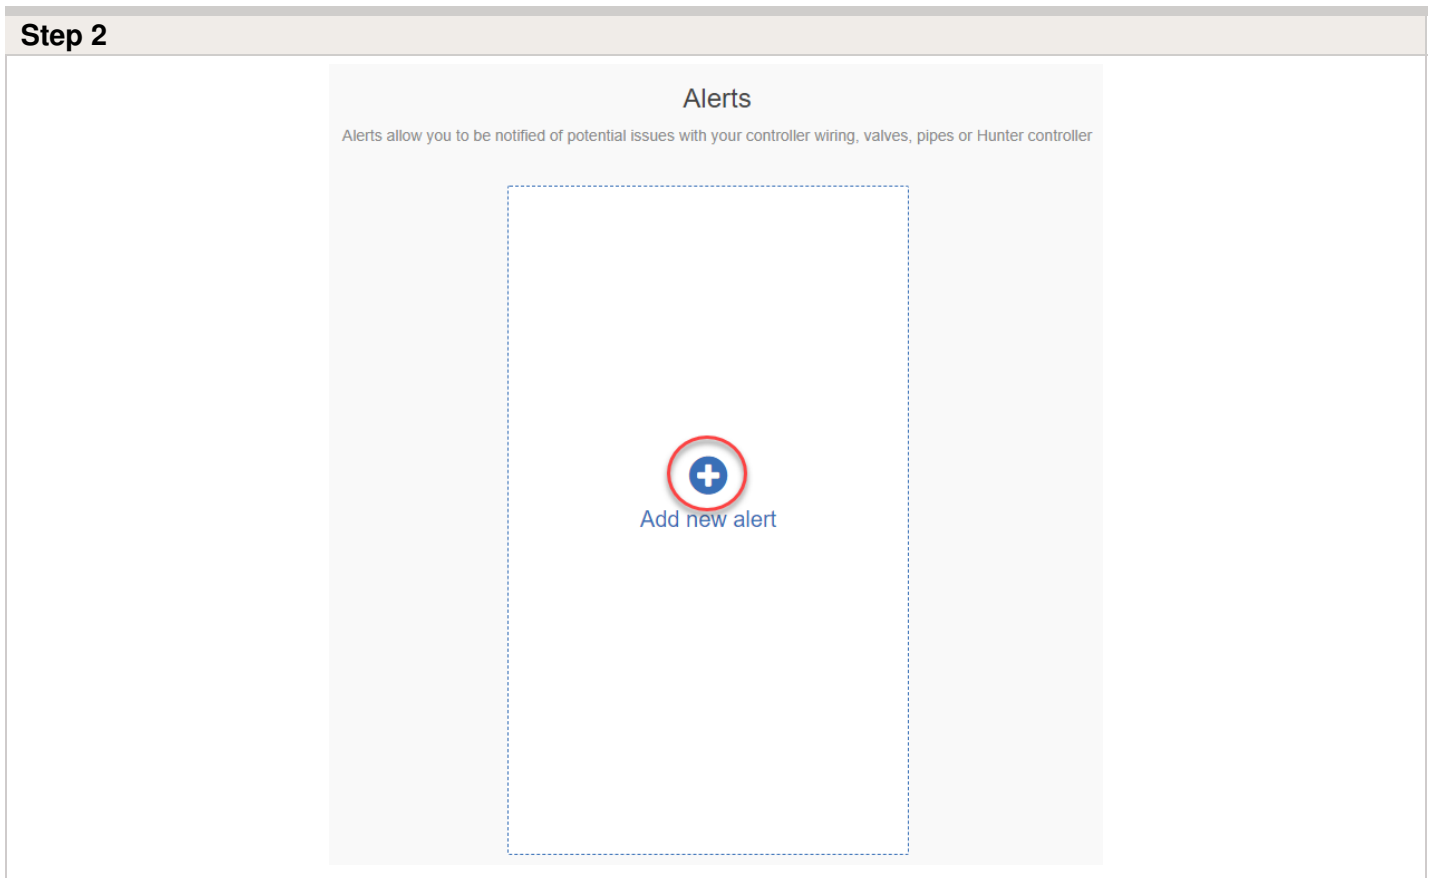 Step 2
Alerts
Alerts allow you to be notified of potential issues with your controller wiring, valves, pipes or Hunter controller
Add new alert